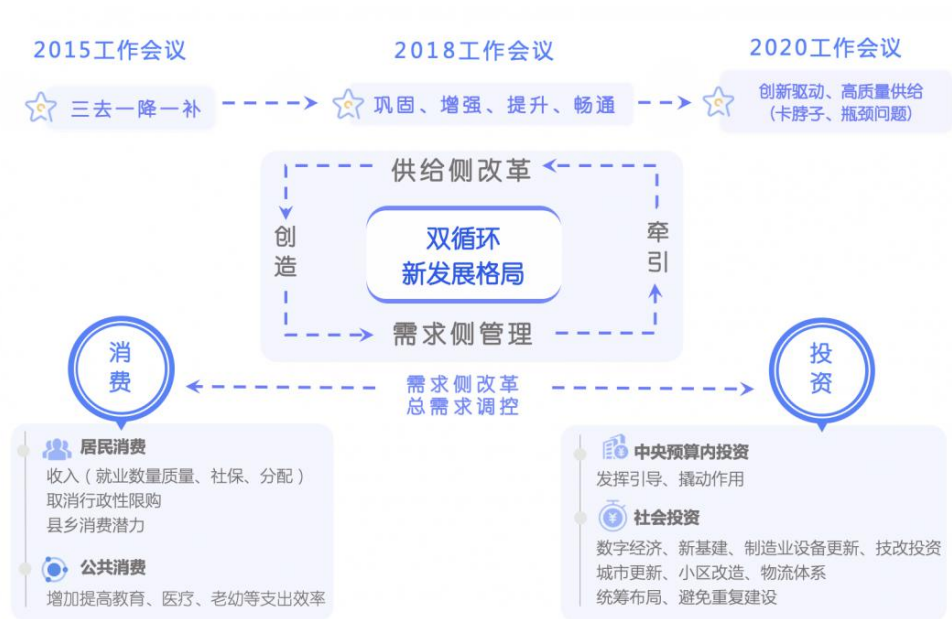 2015工作会议
2018工作会议
2020工作会议
三去一降一补
巩固、增强、提升、畅通
创新驱动、高质量供给
（卡脖子、瓶颈问题）
供给侧改革
创造
双循环
新发展格局
牵引
需求侧管理
消费
投资
需求侧改革
总需求调控
居民消费
收入（就业数量质量、社保、分配）
取消行政性限购
县乡消费潜力
公共消费
增加提高教育、医疗、老幼等支出效率
中央预算内投资
发挥引导、撬动作用
社会投资
数字经济、新基建、制造业设备更新、技改投资
城市更新、小区改造、物流体系
统筹布局、避免重复建设